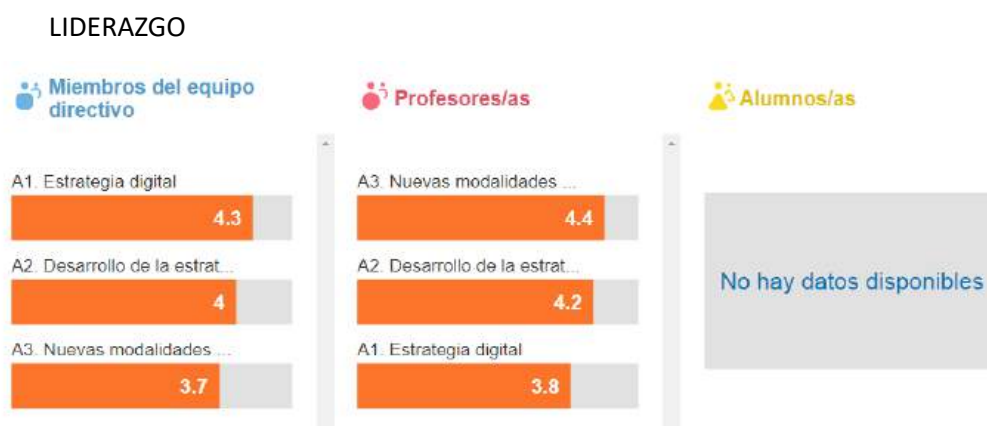 LIDERAZGO
Miembros del equipo
directivo
A1. Estrategia digital
4.3
A2. Desarrollo de la estrat...
4
A3. Nuevas modalidades ...
3.7
Profesores/as
A3. Nuevas modalidades ...
4.4
A2. Desarrollo de la estrat...
4.2
A1. Estrategia digital
3.8
Alumnos/as
No hay datos disponibles